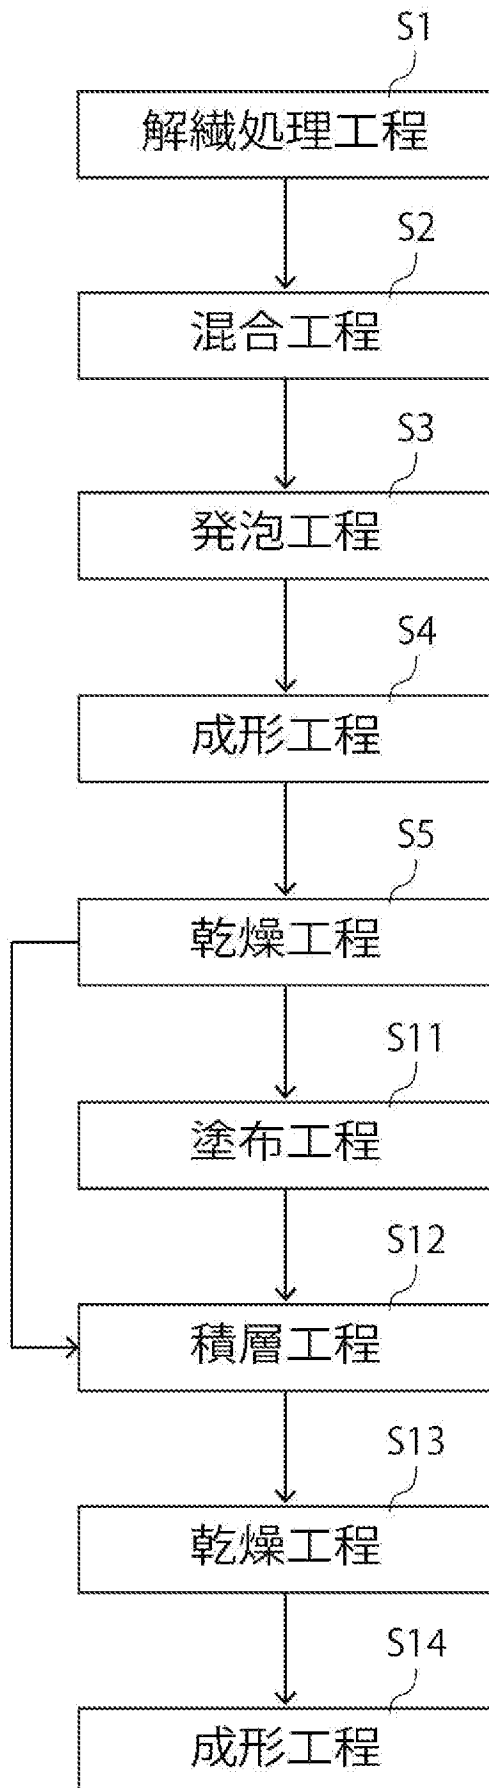 S1
解繊処理工程
S2
混合工程
S3
発泡工程
S4
成形工程
S5
乾燥工程
S11
塗布工程
S12
積層工程
S13
乾燥工程
S14
成形工程